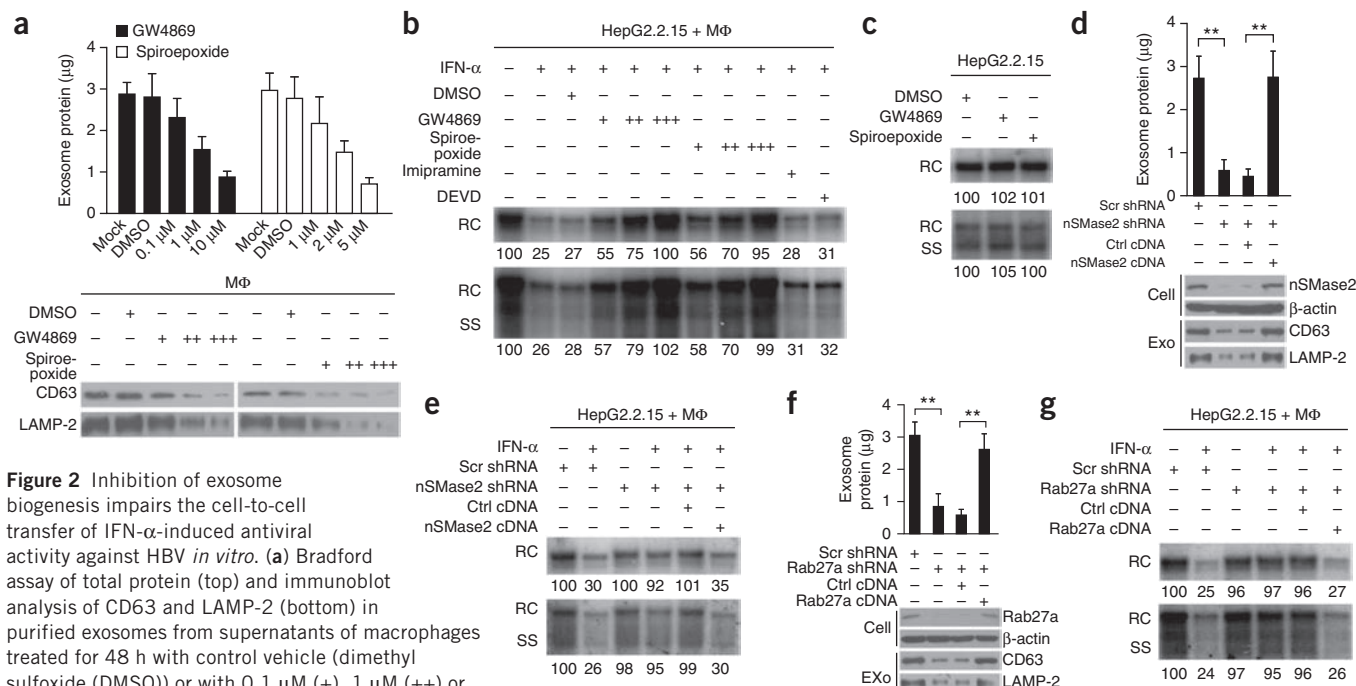 a
GW4869
Spiroepoxide
Exosome protein (μg)
4
3
2
1
0
Mock
DMSO
0.1 μM
1 μM
10 μM
Mock
DMSO
1 μM
2 μM
5 μM
MΦ
DMSO – + – – – – + – – –
GW4869 – – + ++ +++ – – – – –
Spiroe-
poxide – – – – – – – + ++ +++
CD63
LAMP-2
b
HepG2.2.15 + MΦ
IFN-α – + + + + + + + + + +
DMSO – – + – – – – – – – –
GW4869 – – – + ++ +++ – – – – –
Spiroe-
poxide – – – – – – + ++ +++ – –
Imipramine – – – – – – – – – + –
DEVD – – – – – – – – – – +
RC
100 25 27 55 75 100 56 70 95 28 31
RC
SS
100 26 28 57 79 102 58 70 99 31 32
c
HepG2.2.15
DMSO + – –
GW4869 – + –
Spiroepoxide – – +
RC
100 102 101
RC
SS
100 105 100
d
Exosome protein (μg)
4
3
2
1
0
** **
Scr shRNA + – – –
nSMase2 shRNA – + + +
Ctrl cDNA – – + –
nSMase2 cDNA – – – +
Cell
nSMase2
β-actin
Exo
CD63
LAMP-2
e
HepG2.2.15 + MΦ
IFN-α – + – + + +
Scr shRNA + + – – – –
nSMase2 shRNA – – + + + +
Ctrl cDNA – – – – + –
nSMase2 cDNA – – – – – +
RC
100 30 100 92 101 35
RC
SS
100 26 98 95 99 30
f
Exosome
protein (μg)
4
3
2
1
0
** **
Scr shRNA + – – –
Rab27a shRNA – + + +
Ctrl cDNA – – + –
Rab27a cDNA – – – +
Cell
Rab27a
β-actin
EXo
CD63
LAMP-2
g
HepG2.2.15 + MΦ
IFN-α – + – + + +
Scr shRNA + + – – – –
Rab27a shRNA – – + + + +
Ctrl cDNA – – – – + –
Rab27a cDNA – – – – – +
RC
100 25 96 97 96 27
RC
SS
100 24 97 95 96 26
Figure 2 Inhibition of exosome
biogenesis impairs the cell-to-cell
transfer of IFN-α-induced antiviral
activity against HBV in vitro. (a) Bradford
assay of total protein (top) and immunoblot
analysis of CD63 and LAMP-2 (bottom) in
purified exosomes from supernatants of macrophages
treated for 48 h with control vehicle (dimethyl
sulfoxide (DMSO)) or with 0.1 μM (+), 1 μM (++) or